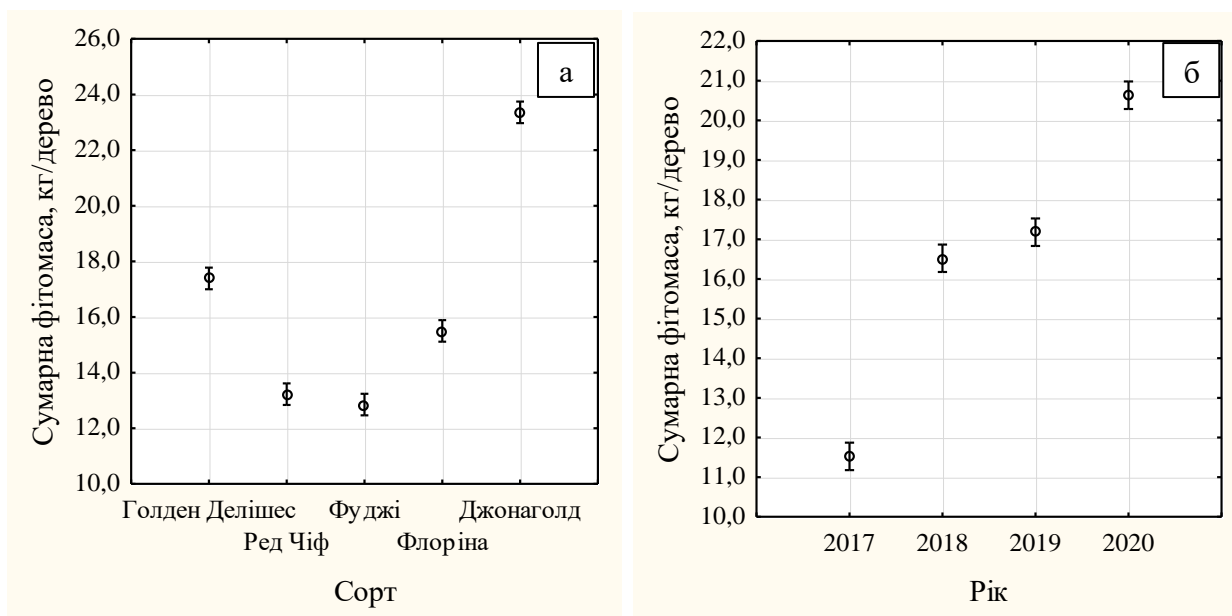 а
Сумарна фітомаса, кг/дерево
26,0
24,0
22,0
20,0
18,0
16,0
14,0
12,0
10,0
Голден Делішес
Ред Чіф
Фуджі
Флоріна
Джонаголд
Сорт
б
Сумарна фітомаса, кг/дерево
22,0
21,0
20,0
19,0
18,0
17,0
16,0
15,0
14,0
13,0
12,0
11,0
10,0
2017 2018 2019 2020
Рік